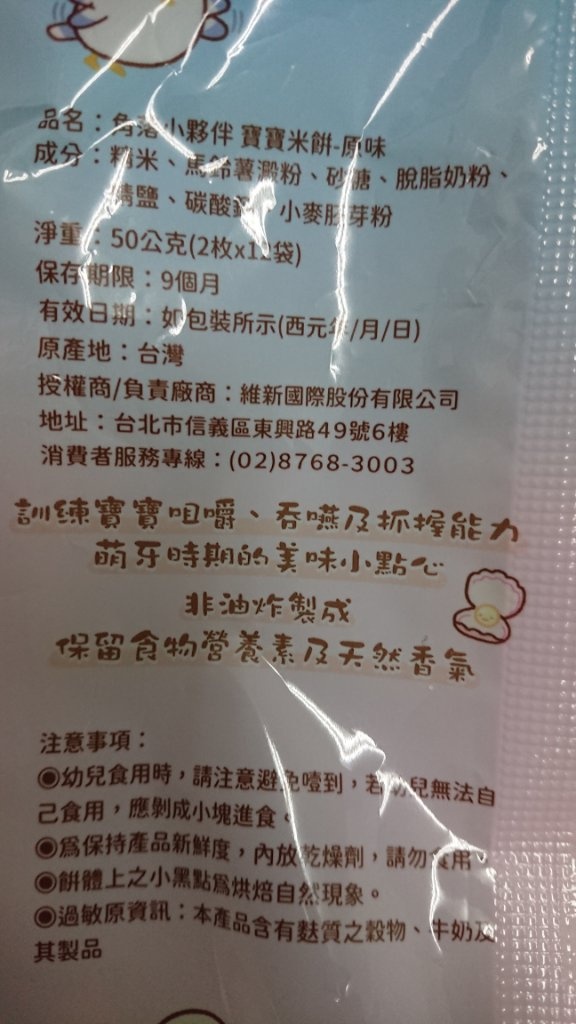 品名：角落小夥伴 寶寶米餅-原味
成分：精米、馬鈴薯澱粉、砂糖、脫脂奶粉、
精鹽、碳酸、小麥胚芽粉
淨重：50公克(2枚x12袋)
保存期限：9個月
有效日期：如包裝所示(西元年/月/日)
原產地：台灣
授權商/負責廠商：維新國際股份有限公司
地址：台北市信義區東興路49號6樓
消費者服務專線：(02)8768-3003
訓練寶寶咀嚼、吞嚥及抓握能力
萌牙時期的美味小點心
非油炸製成
保留食物營養素及天然香氣
注意事項：
◉幼兒食用時，請注意避免噎到，若幼兒無法自
己食用，應剝成小塊進食。
◉為保持產品新鮮度，內放乾燥劑，請勿食用。
◉餅體上之小黑點為烘焙自然現象。
◉過敏原資訊：本產品含有麩質之穀物、牛奶及
其製品